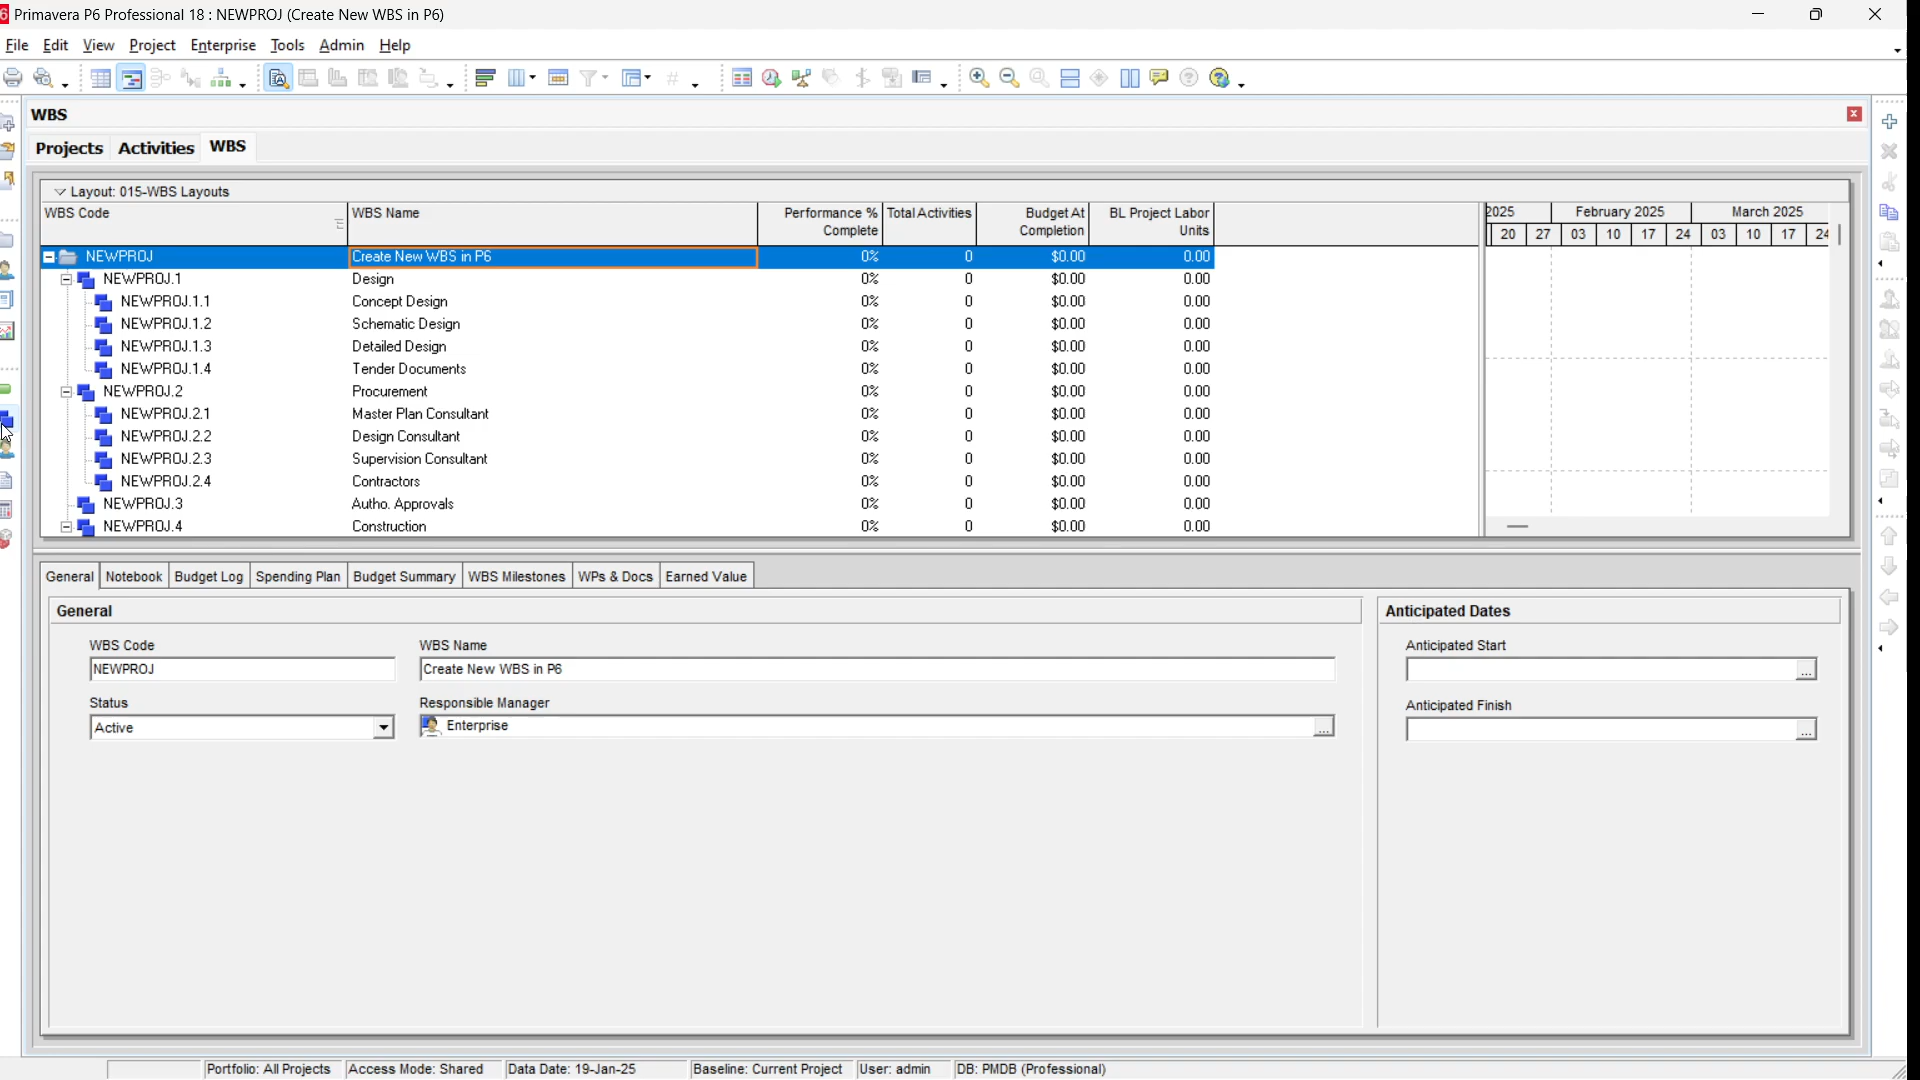 Primavera P6 Professional 18 : NEWPROJ (Create New WBS in P6)
File Edit View Project Enterprise Tools Admin Help
WBS
Projects Activities WBS
Layout: 015-WBS Layouts
WBS Code WBS Name Performance % Complete Total Activities Budget At Completion BL Project Labor Units 2025 February 2025 March 2025
20 27 03 10 17 24 03 10 17 24
NEWPROJ Create New WBS in P6 0% 0 $0.00 0.00
NEWPROJ.1 Design 0% 0 $0.00 0.00
NEWPROJ.1.1 Concept Design 0% 0 $0.00 0.00
NEWPROJ.1.2 Schematic Design 0% 0 $0.00 0.00
NEWPROJ.1.3 Detailed Design 0% 0 $0.00 0.00
NEWPROJ.1.4 Tender Documents 0% 0 $0.00 0.00
NEWPROJ.2 Procurement 0% 0 $0.00 0.00
NEWPROJ.2.1 Master Plan Consultant 0% 0 $0.00 0.00
NEWPROJ.2.2 Design Consultant 0% 0 $0.00 0.00
NEWPROJ.2.3 Supervision Consultant 0% 0 $0.00 0.00
NEWPROJ.2.4 Contractors 0% 0 $0.00 0.00
NEWPROJ.3 Autho. Approvals 0% 0 $0.00 0.00
NEWPROJ.4 Construction 0% 0 $0.00 0.00
General Notebook Budget Log Spending Plan Budget Summary WBS Milestones WPs & Docs Earned Value
General Anticipated Dates
WBS Code WBS Name Anticipated Start
NEWPROJ Create New WBS in P6 ...
Status Responsible Manager Anticipated Finish
Active Enterprise ... ...
Portfolio: All Projects Access Mode: Shared Data Date: 19-Jan-25 Baseline: Current Project User: admin DB: PMDB (Professional)